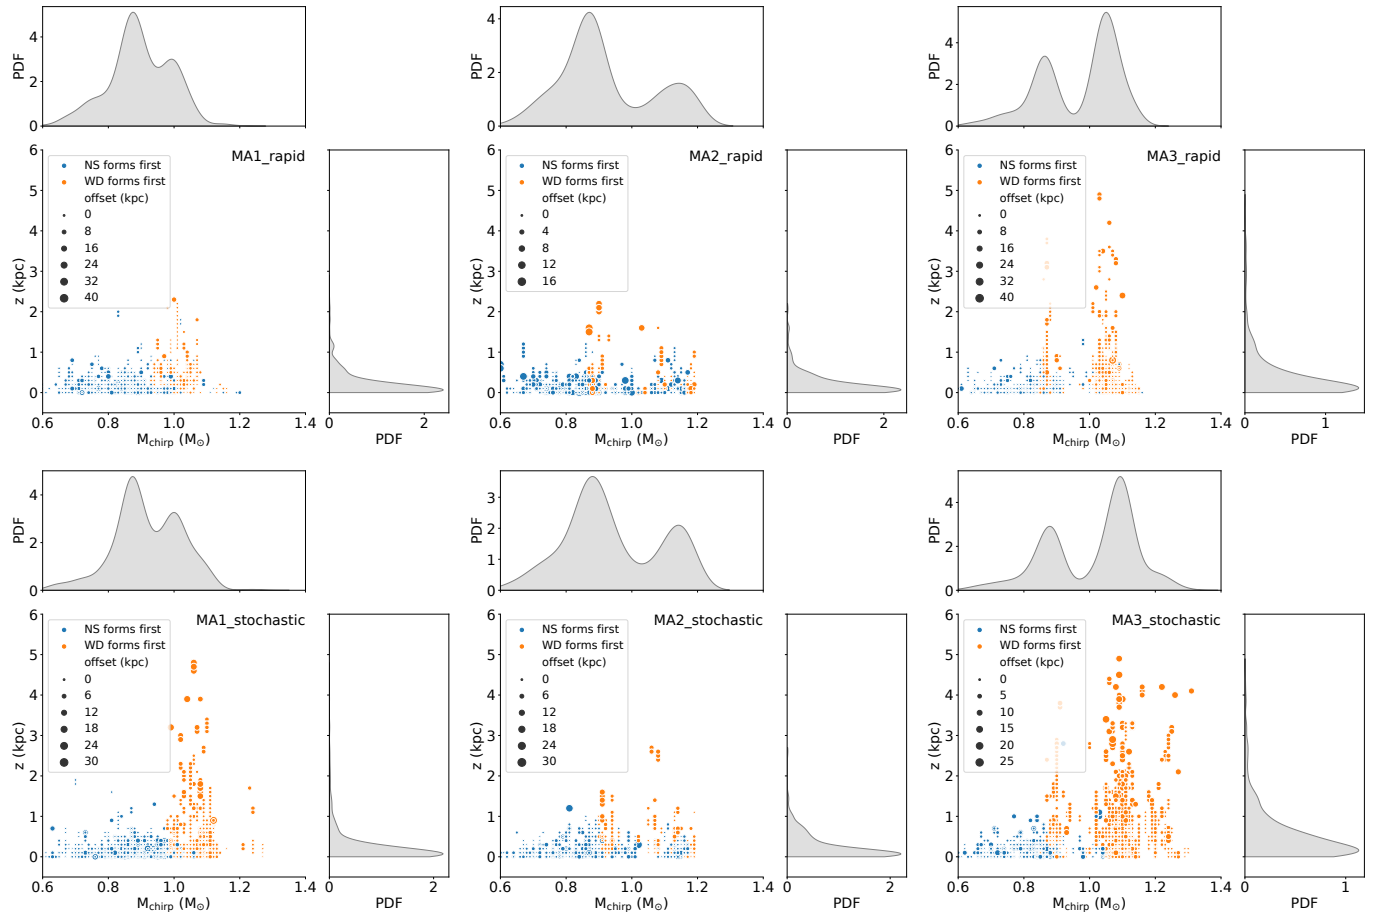 4
2
0
PDF
4
2
0
PDF
4
2
0
PDF
6
5
4
3
2
1
0
z (kpc)
MA1_rapid
NS forms first
WD forms first
offset (kpc)
0
8
16
24
32
40
0.6 0.8 1.0 1.2 1.4
M_chirp (M_⊙)
0 2
PDF
6
5
4
3
2
1
0
z (kpc)
MA2_rapid
NS forms first
WD forms first
offset (kpc)
0
4
8
12
16
0.6 0.8 1.0 1.2 1.4
M_chirp (M_⊙)
0 2
PDF
6
5
4
3
2
1
0
z (kpc)
MA3_rapid
NS forms first
WD forms first
offset (kpc)
0
8
16
24
32
40
0.6 0.8 1.0 1.2 1.4
M_chirp (M_⊙)
0 1
PDF
4
2
0
PDF
3
2
1
0
PDF
4
2
0
PDF
6
5
4
3
2
1
0
z (kpc)
MA1_stochastic
NS forms first
WD forms first
offset (kpc)
0
6
12
18
24
30
0.6 0.8 1.0 1.2 1.4
M_chirp (M_⊙)
0 2
PDF
6
5
4
3
2
1
0
z (kpc)
MA2_stochastic
NS forms first
WD forms first
offset (kpc)
0
6
12
18
24
30
0.6 0.8 1.0 1.2 1.4
M_chirp (M_⊙)
0 2
PDF
6
5
4
3
2
1
0
z (kpc)
MA3_stochastic
NS forms first
WD forms first
offset (kpc)
0
5
10
15
20
25
0.6 0.8 1.0 1.2 1.4
M_chirp (M_⊙)
0 1
PDF